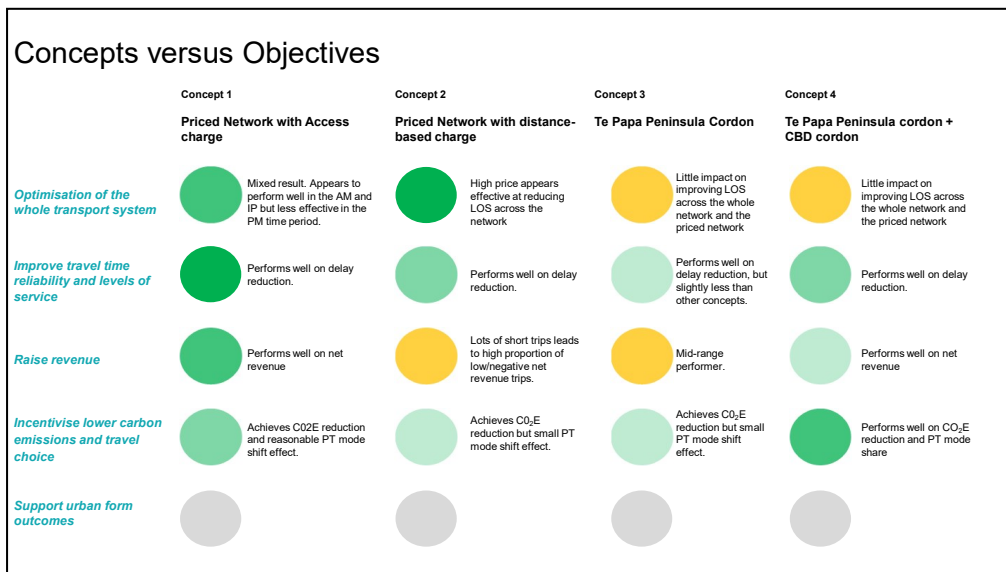 Concepts versus Objectives
Concept 1
Priced Network with Access
charge
Concept 2
Priced Network with distance-
based charge
Concept 3
Te Papa Peninsula Cordon
Concept 4
Te Papa Peninsula cordon +
CBD cordon
Optimisation of the
whole transport system
Mixed result. Appears to
perform well in the AM and
IP but less effective in the
PM time period.
High price appears
effective at reducing
LOS across the
network
Little impact on
improving LOS
across the whole
network and the
priced network
Little impact on
improving LOS across
the whole network and
the priced network
Improve travel time
reliability and levels of
service
Performs well on delay
reduction.
Performs well on delay
reduction.
Performs well on
delay reduction, but
slightly less than
other concepts.
Performs well on delay
reduction.
Raise revenue
Performs well on net
revenue
Lots of short trips leads
to high proportion of
low/negative net
revenue trips.
Mid-range
performer.
Performs well on net
revenue
Incentivise lower carbon
emissions and travel
choice
Achieves C02E reduction
and reasonable PT mode
shift effect.
Achieves C0₂E
reduction but small PT
mode shift effect.
Achieves C0₂E
reduction but small
PT mode shift
effect.
Performs well on CO₂E
reduction and PT mode
share
Support urban form
outcomes